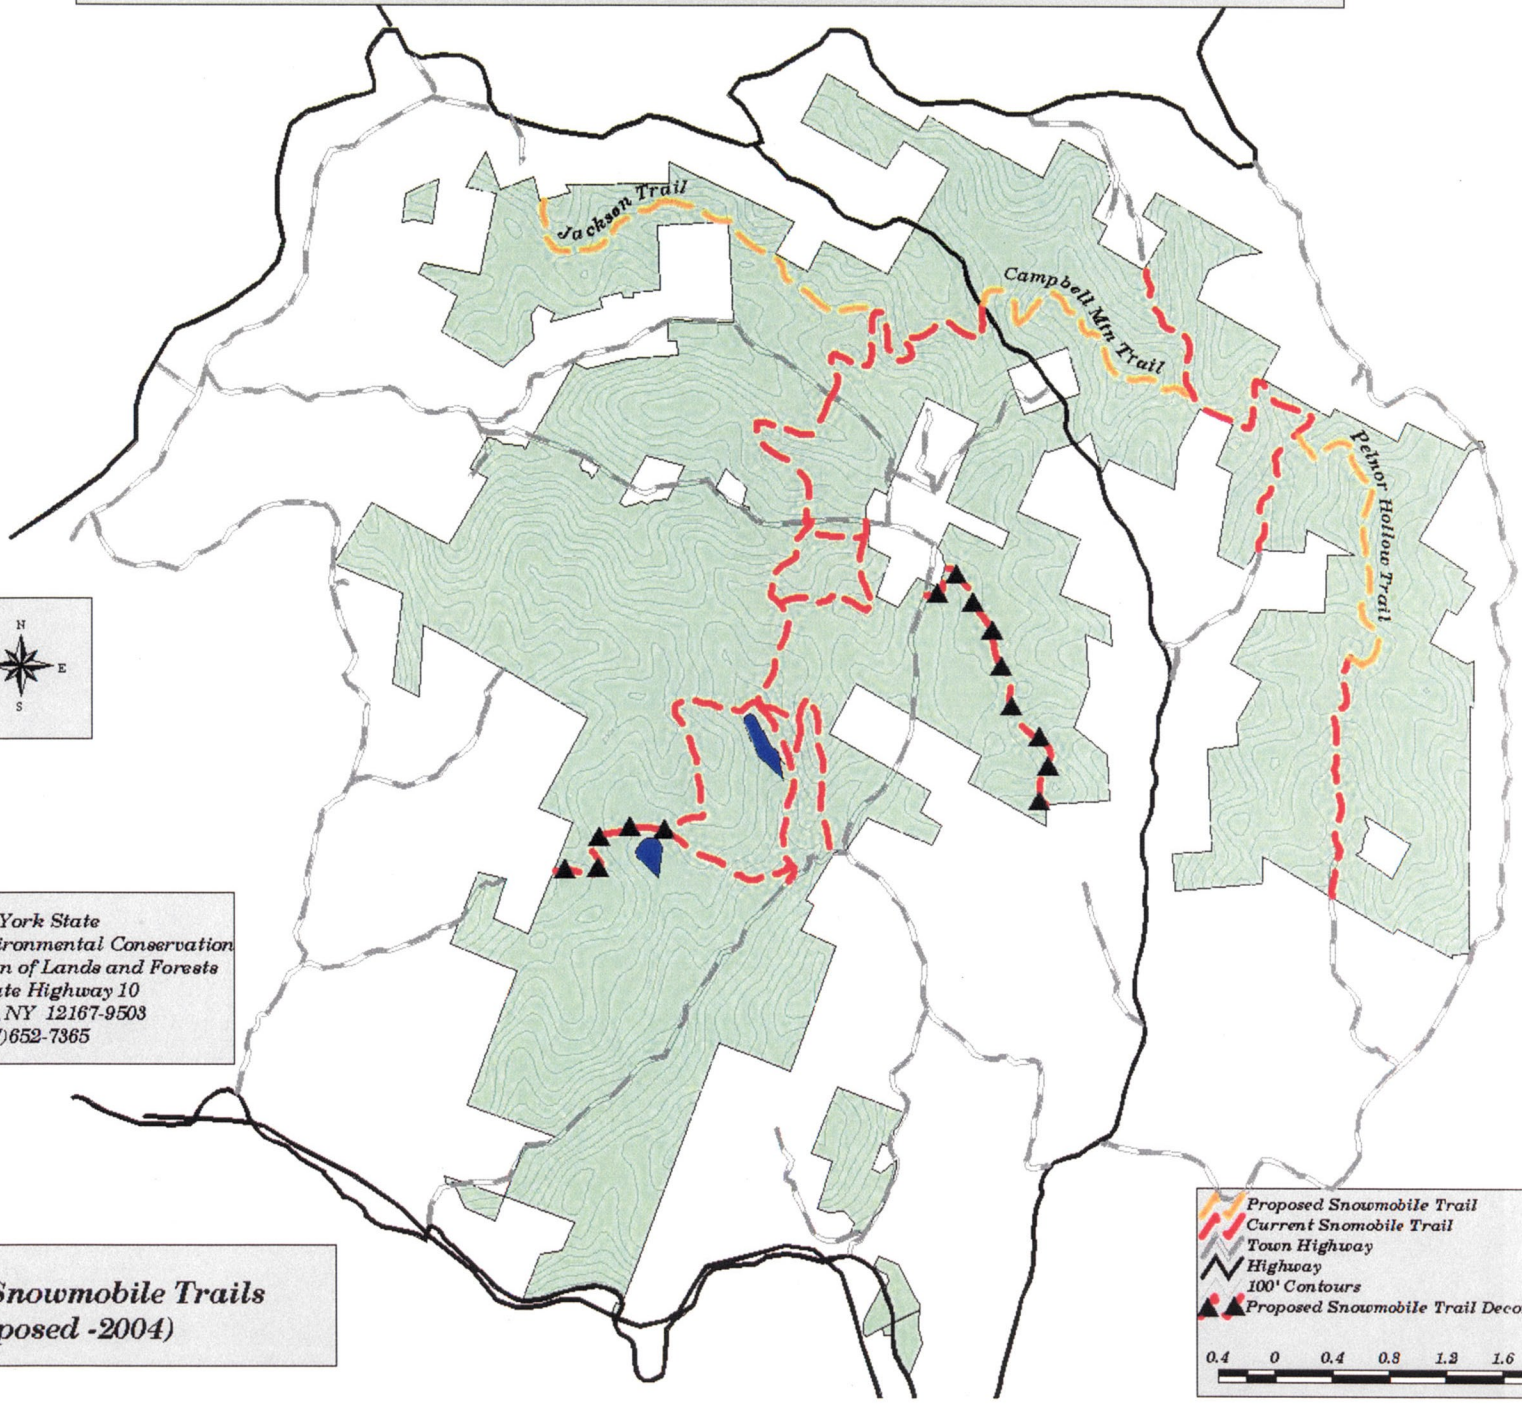 Jackson Trail
Campbell Mtn Trail
Pelnor Hollow Trail
N
E
S
York State
ironmental Conservation
n of Lands and Forests
te Highway 10
, NY 12167-9503
)652-7365
Snowmobile Trails
posed -2004)
Proposed Snowmobile Trail
Current Snomobile Trail
Town Highway
Highway
100' Contours
Proposed Snowmobile Trail Deco
0.4 0 0.4 0.8 1.2 1.6